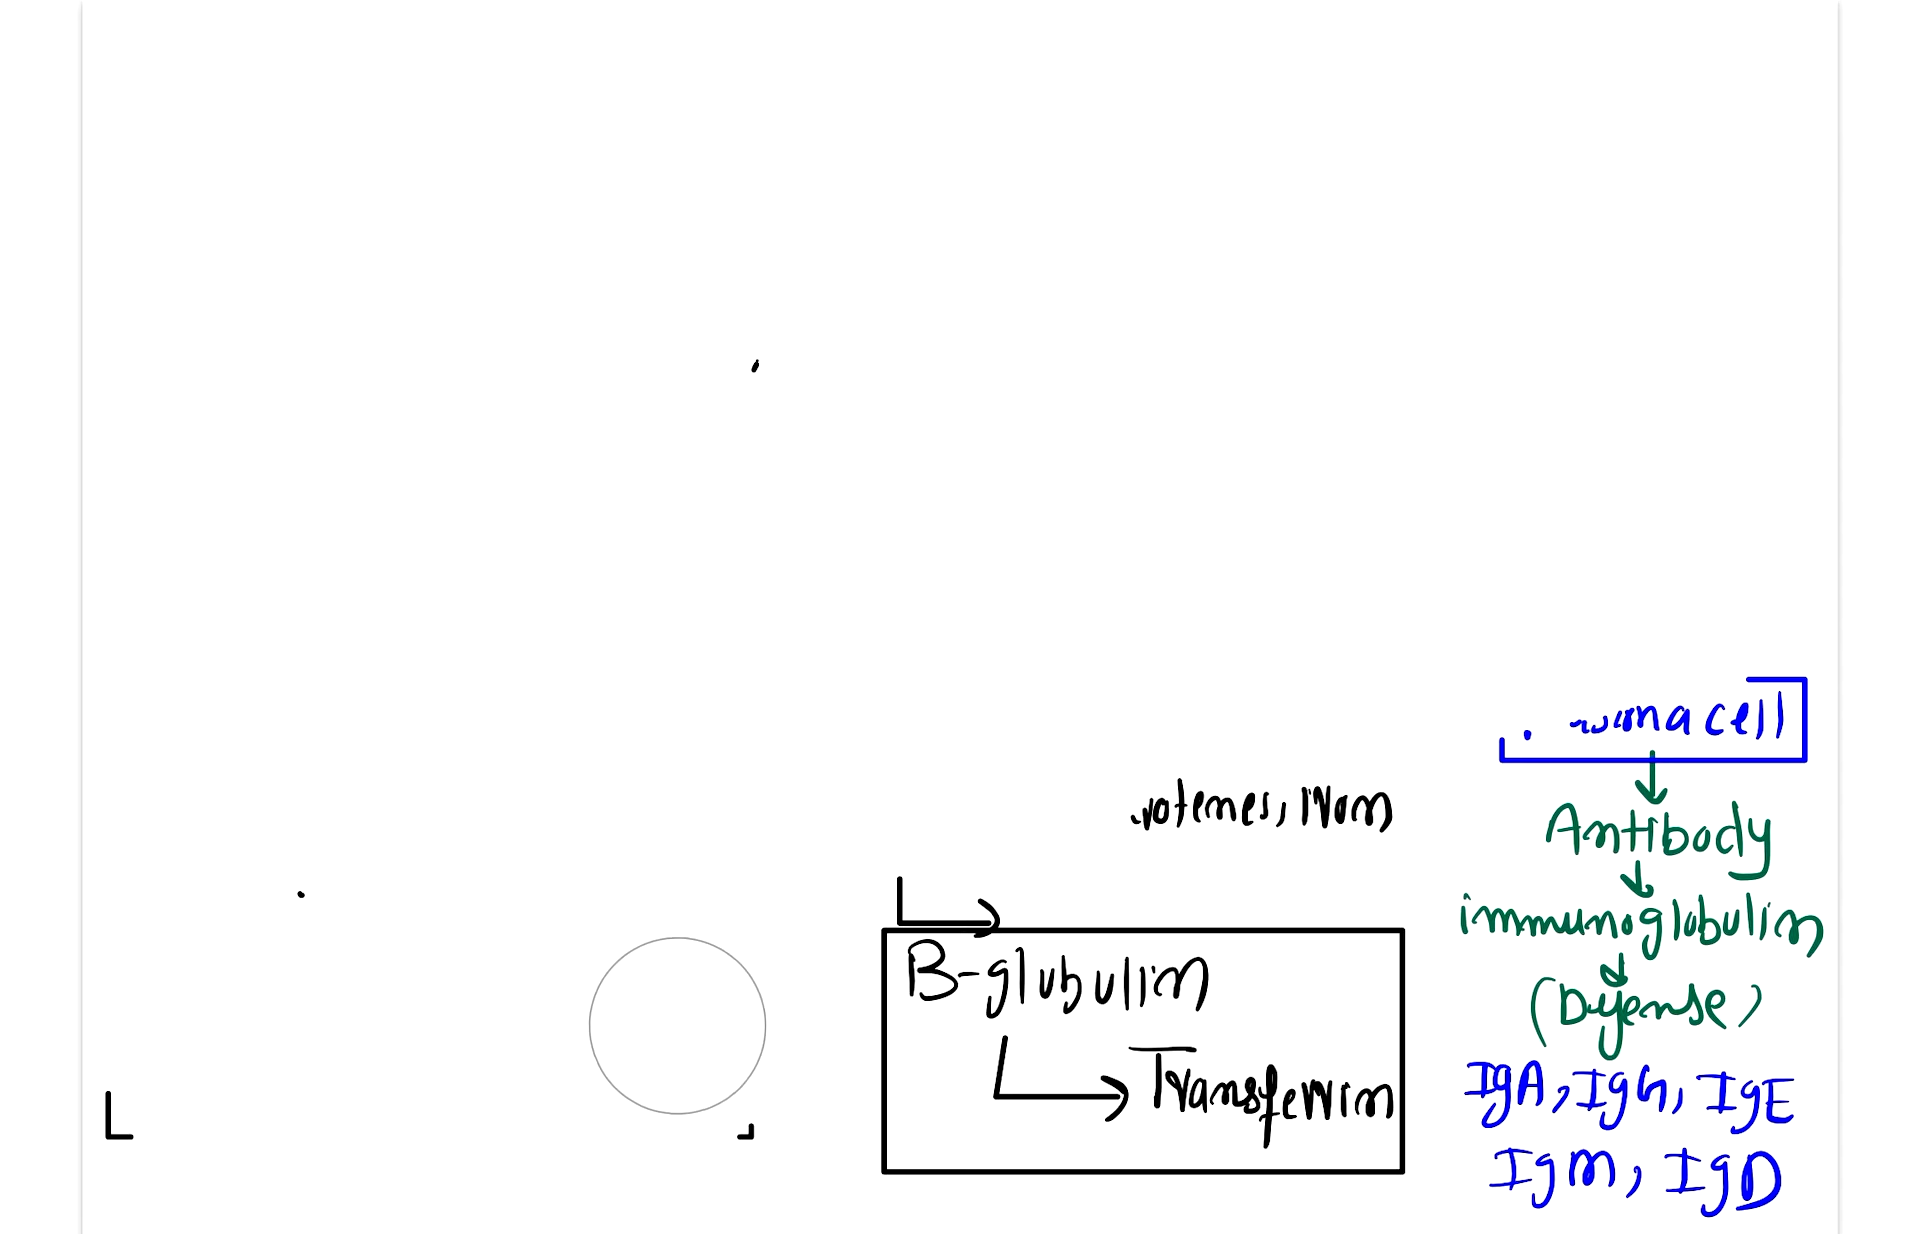 cell
Antibody
immunoglobulin
(Defense)
IgA, IgG, IgE
IgM, IgD
B-globulin
Transferrin